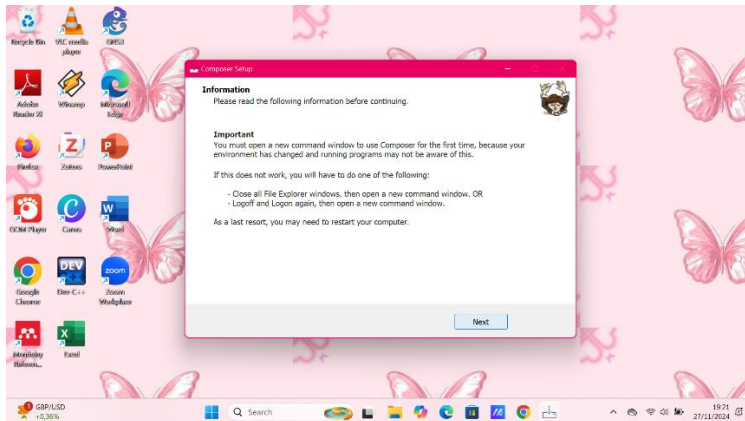 Recycle Bin
VLC media player
GNS3
Adobe Reader XI
Winamp
Microsoft Edge
Firefox
Zotero
PowerPoint
GOM Player
Canva
Word
Google Chrome
Dev-C++
Zoom Workplace
Mendeley Referen...
Excel
DEV
zoom
Composer Setup
Information
Please read the following information before continuing.
Important
You must open a new command window to use Composer for the first time, because your
environment has changed and running programs may not be aware of this.
If this does not work, you will have to do one of the following:
- Close all File Explorer windows, then open a new command window. OR
- Logoff and Logon again, then open a new command window.
As a last resort, you may need to restart your computer.
Next
GBP/USD
+0,36%
Search
19:21
27/11/2024